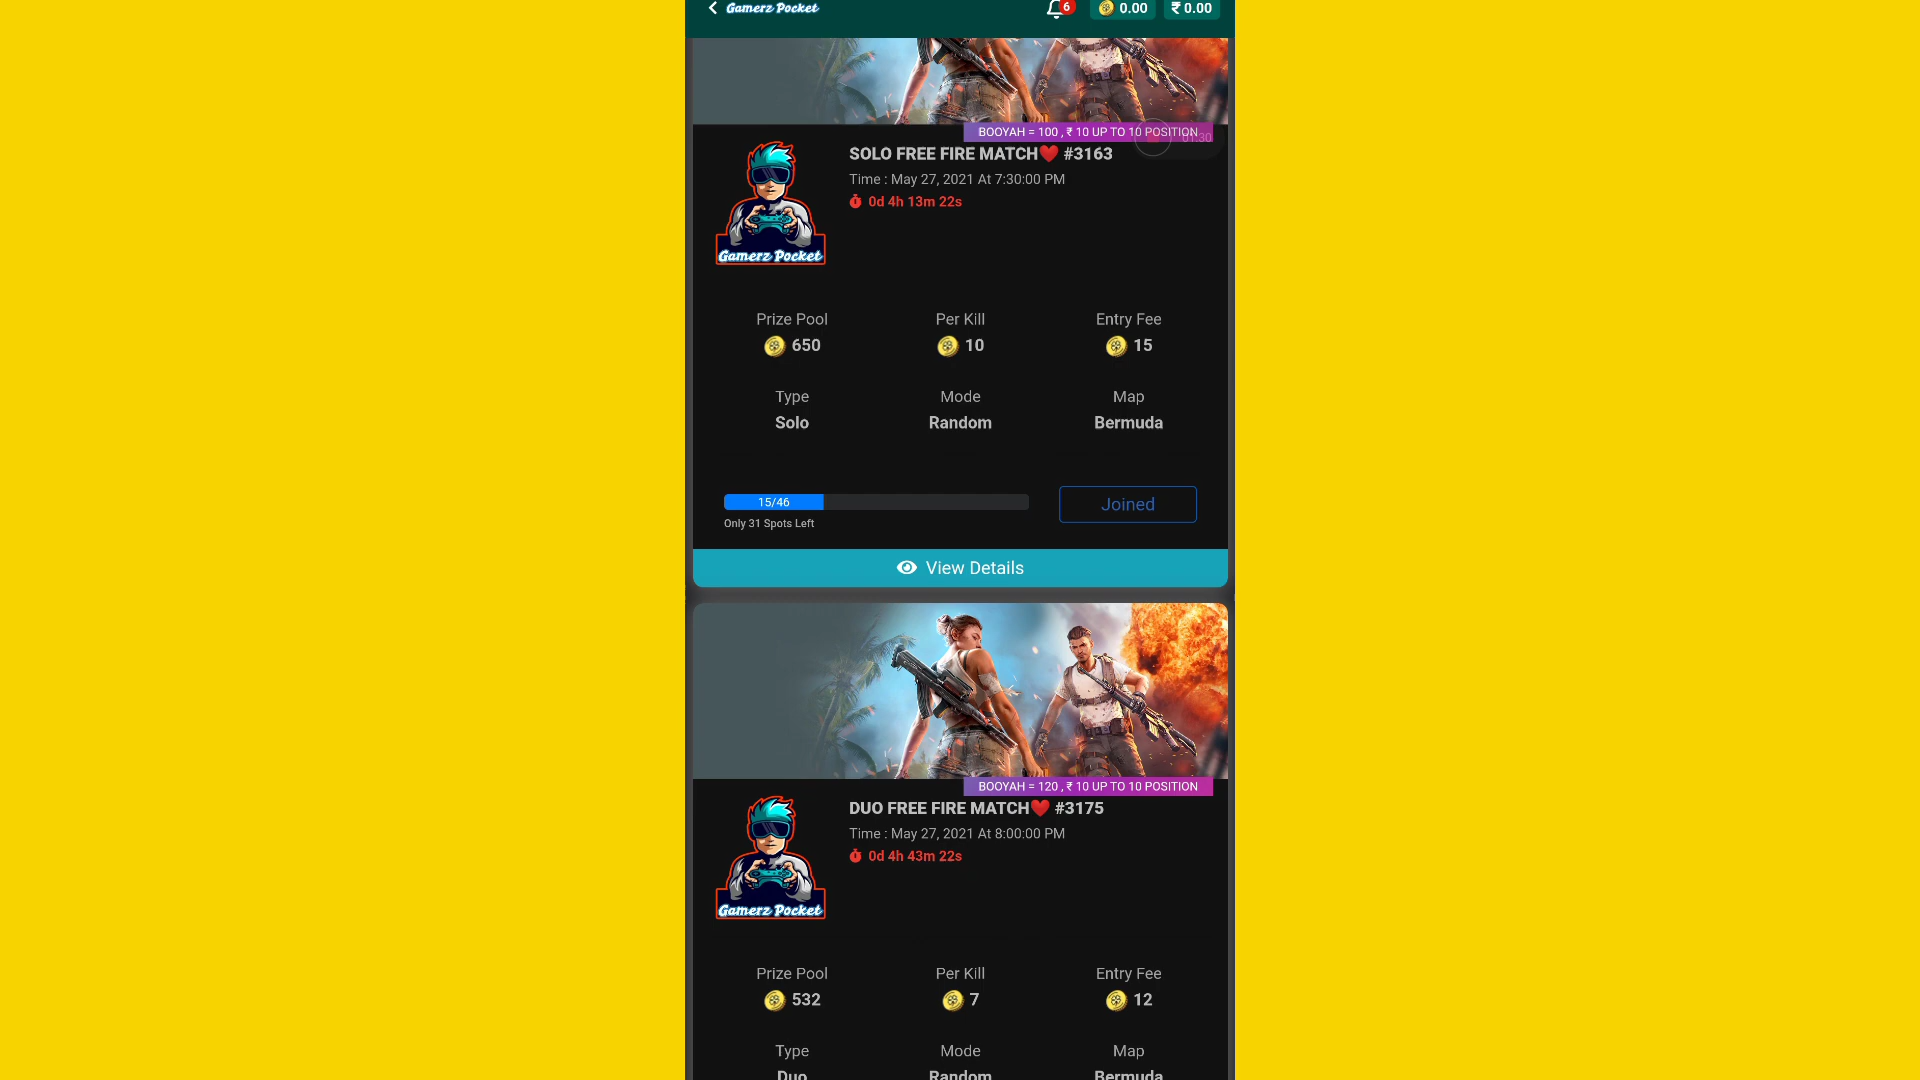 Gamerz Pocket
6
0.00
₹ 0.00
BOOYAH = 100 , ₹ 10 UP TO 10 POSITION
01:30
SOLO FREE FIRE MATCH❤️ #3163
Time : May 27, 2021 At 7:30:00 PM
0d 4h 13m 22s
Gamerz Pocket
Prize Pool
Per Kill
Entry Fee
650
10
15
Type
Mode
Map
Solo
Random
Bermuda
15/46
Only 31 Spots Left
Joined
View Details
BOOYAH = 120 , ₹ 10 UP TO 10 POSITION
DUO FREE FIRE MATCH❤️ #3175
Time : May 27, 2021 At 8:00:00 PM
0d 4h 43m 22s
Gamerz Pocket
Prize Pool
Per Kill
Entry Fee
532
7
12
Type
Mode
Map
Duo
Random
Bermuda